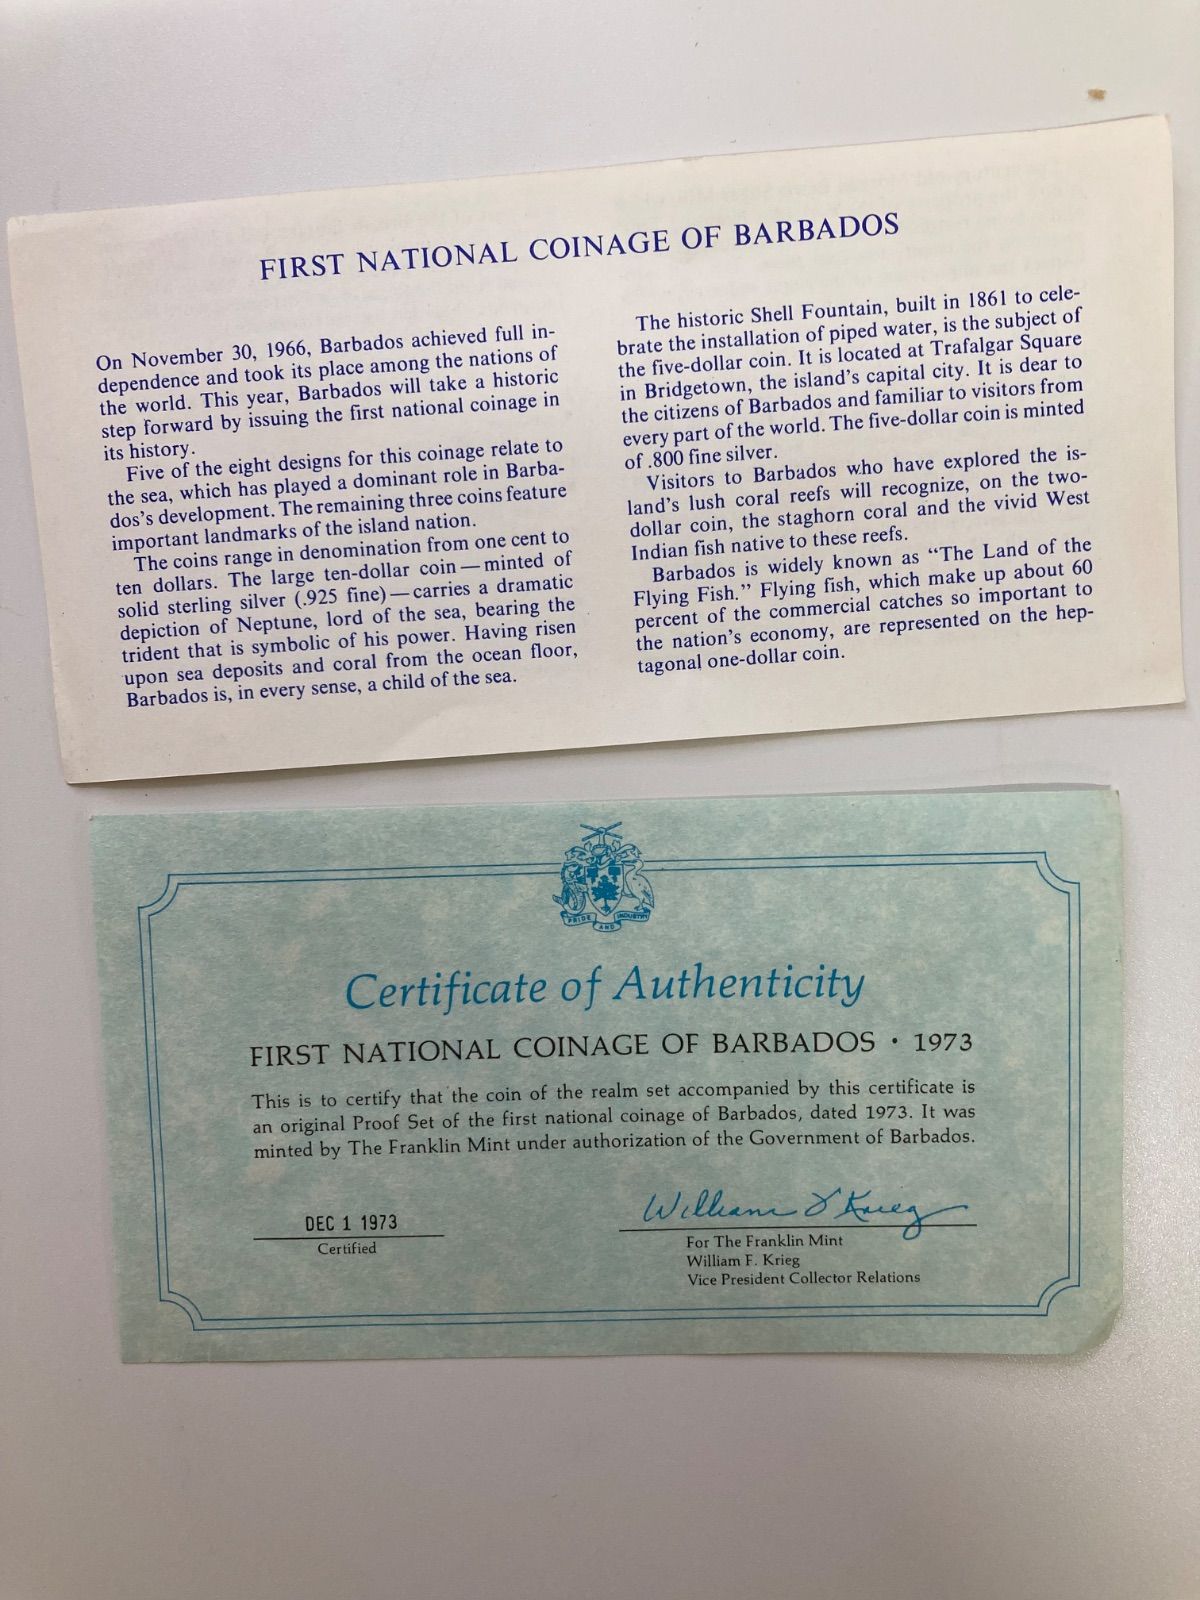 FIRST NATIONAL COINAGE OF BARBADOS
On November 30, 1966, Barbados achieved full in-
dependence and took its place among the nations of
the world. This year, Barbados will take a historic
step forward by issuing the first national coinage in
its history.
Five of the eight designs for this coinage relate to
the sea, which has played a dominant role in Barba-
dos's development. The remaining three coins feature
important landmarks of the island nation.
The coins range in denomination from one cent to
ten dollars. The large ten-dollar coin—minted of
solid sterling silver (.925 fine)—carries a dramatic
depiction of Neptune, lord of the sea, bearing the
trident that is symbolic of his power. Having risen
upon sea deposits and coral from the ocean floor,
Barbados is, in every sense, a child of the sea.
The historic Shell Fountain, built in 1861 to cele-
brate the installation of piped water, is the subject of
the five-dollar coin. It is located at Trafalgar Square
in Bridgetown, the island's capital city. It is dear to
the citizens of Barbados and familiar to visitors from
every part of the world. The five-dollar coin is minted
of .800 fine silver.
Visitors to Barbados who have explored the is-
land's lush coral reefs will recognize, on the two-
dollar coin, the staghorn coral and the vivid West
Indian fish native to these reefs.
Barbados is widely known as "The Land of the
Flying Fish." Flying fish, which make up about 60
percent of the commercial catches so important to
the nation's economy, are represented on the hep-
tagonal one-dollar coin.
PRIDE AND INDUSTRY
Certificate of Authenticity
FIRST NATIONAL COINAGE OF BARBADOS • 1973
This is to certify that the coin of the realm set accompanied by this certificate is
an original Proof Set of the first national coinage of Barbados, dated 1973. It was
minted by The Franklin Mint under authorization of the Government of Barbados.
DEC 1 1973
Certified
William F Krieg
For The Franklin Mint
William F. Krieg
Vice President Collector Relations